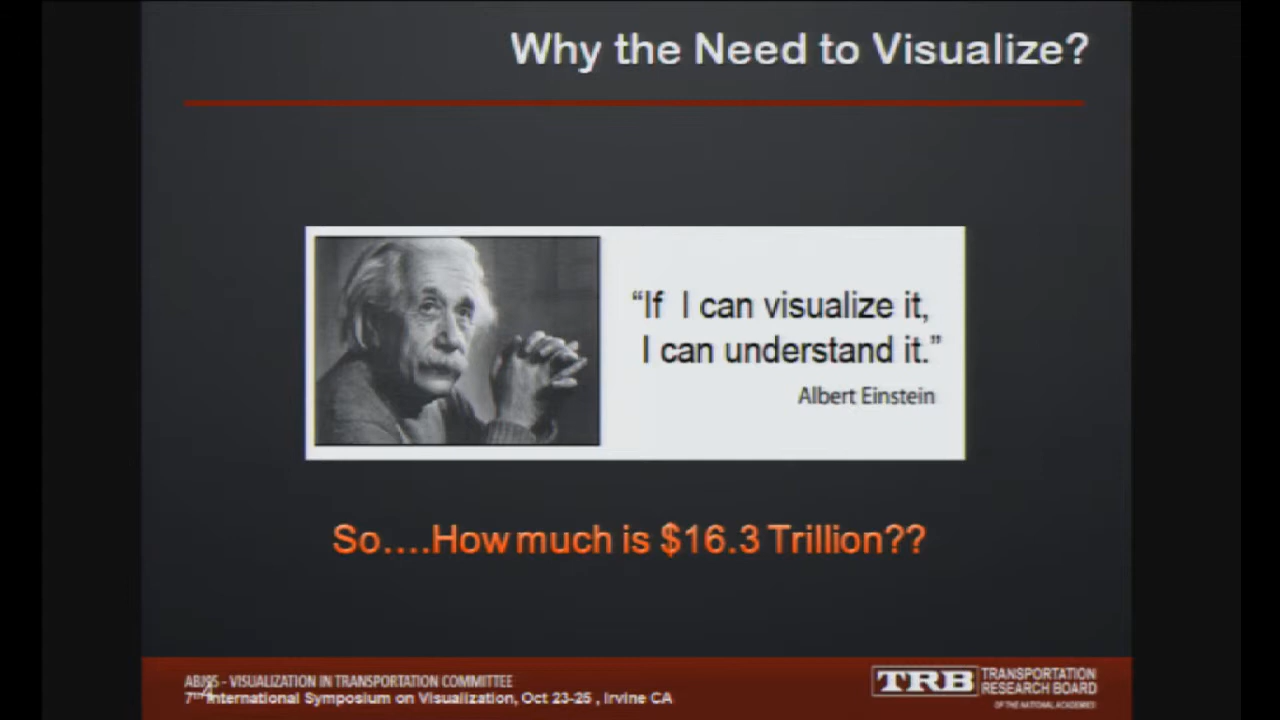 Why the Need to Visualize?
“If I can visualize it,
I can understand it.”
Albert Einstein
So....How much is $16.3 Trillion??
ABJ95 - VISUALIZATION IN TRANSPORTATION COMMITTEE
7th International Symposium on Visualization, Oct 23-25 , Irvine CA
4
TRB TRANSPORTATION
RESEARCH BOARD
OF THE NATIONAL ACADEMIES